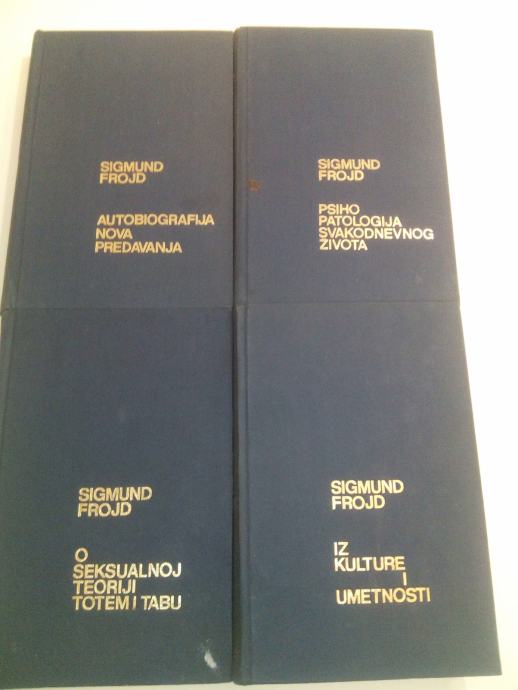 SIGMUND
FROJD
AUTOBIOGRAFIJA
NOVA
PREDAVANJA
SIGMUND
FROJD
PSIHO
PATOLOGIJA
SVAKODNEVNOG
ŽIVOTA
SIGMUND
FROJD
O
SEKSUALNOJ
TEORIJI
TOTEM I TABU
SIGMUND
FROJD
IZ
KULTURE
I
UMETNOSTI